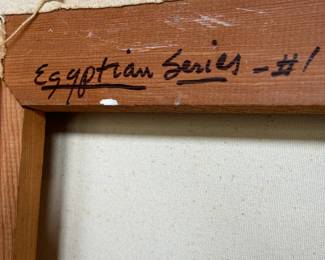 Egyptian Series - #1